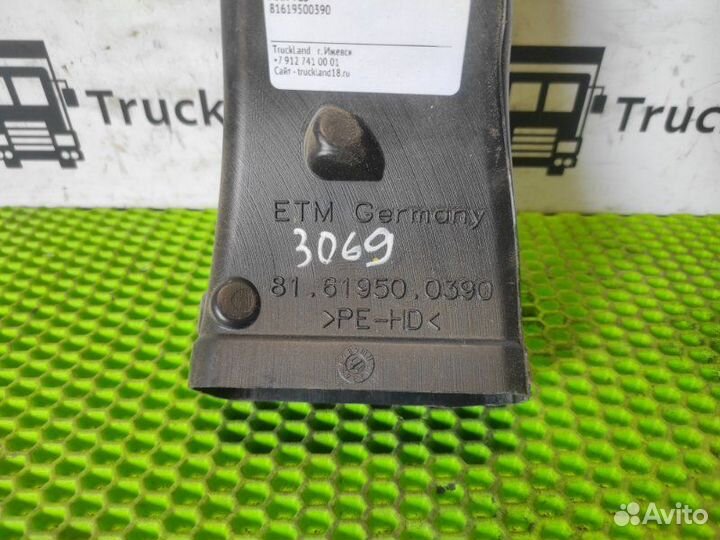 81619500390
TruckLand г.Ижевск
+7 912 741 00 01
Сайт - truckland18.ru
Truckl
Truck
ETM Germany
3069
81.61950.0390
>PE-HD<
Avito